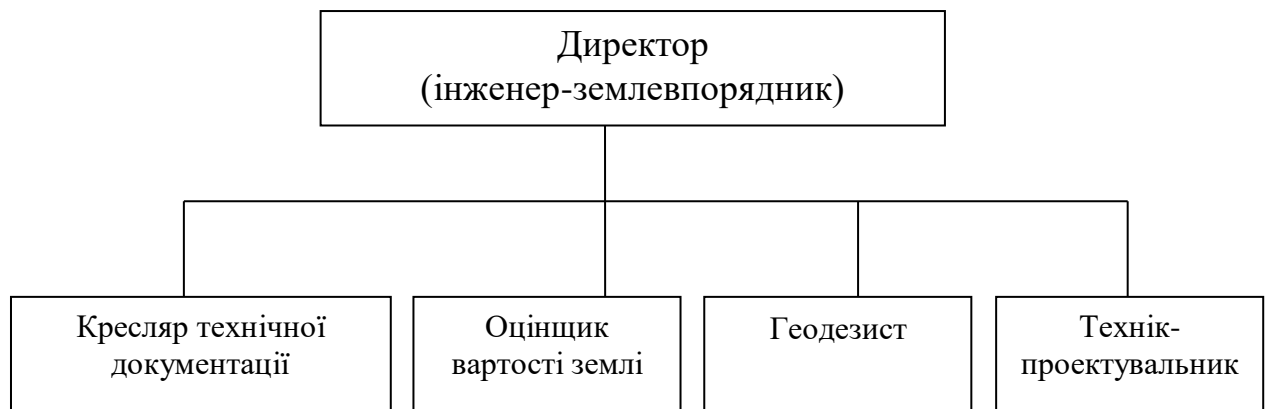 Директор
(інженер-землевпорядник)
Кресляр технічної
документації
Оцінщик
вартості землі
Геодезист
Технік-
проектувальник